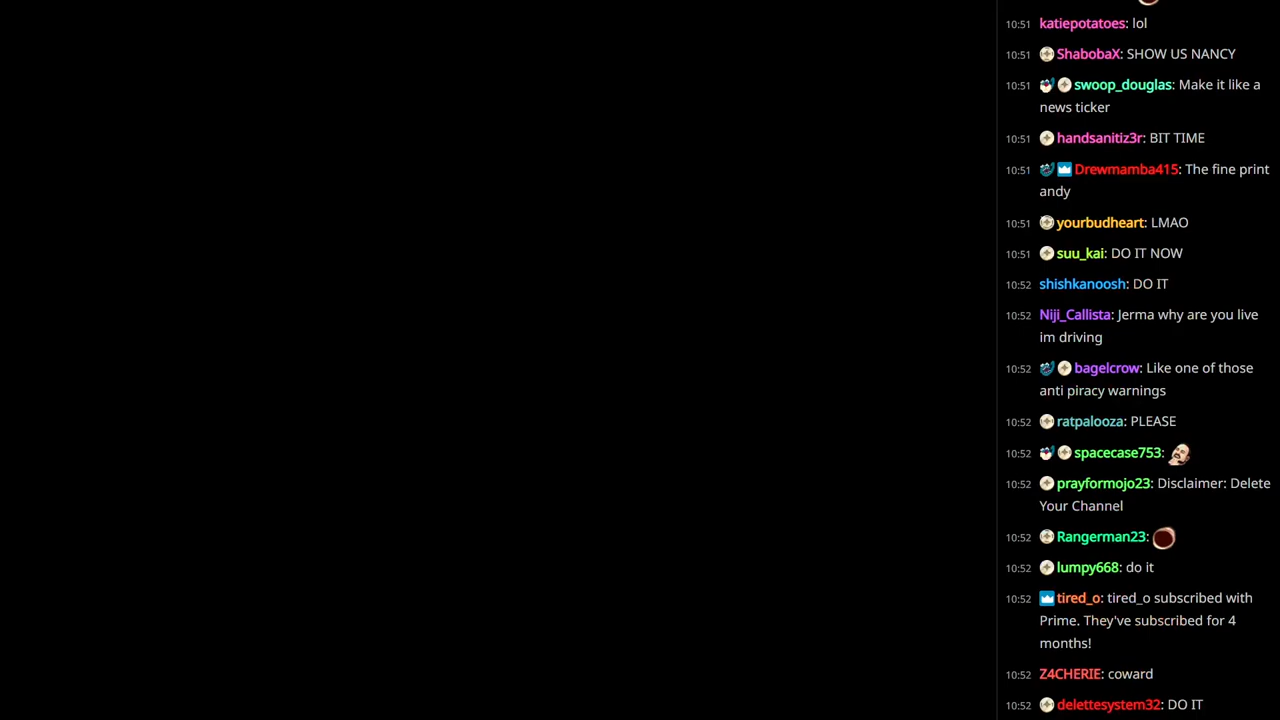 10:51 katiepotatoes: lol
10:51 ShabobaX: SHOW US NANCY
10:51 swoop_douglas: Make it like a
news ticker
10:51 handsanitiz3r: BIT TIME
10:51 Drewmamba415: The fine print
andy
10:51 yourbudheart: LMAO
10:51 suu_kai: DO IT NOW
10:52 shishkanoosh: DO IT
10:52 Niji_Callista: Jerma why are you live
im driving
10:52 bagelcrow: Like one of those
anti piracy warnings
10:52 ratpalooza: PLEASE
10:52 spacecase753:
10:52 prayformojo23: Disclaimer: Delete
Your Channel
10:52 Rangerman23:
10:52 lumpy668: do it
10:52 tired_o: tired_o subscribed with
Prime. They've subscribed for 4
months!
10:52 Z4CHERIE: coward
10:52 delettesystem32: DO IT